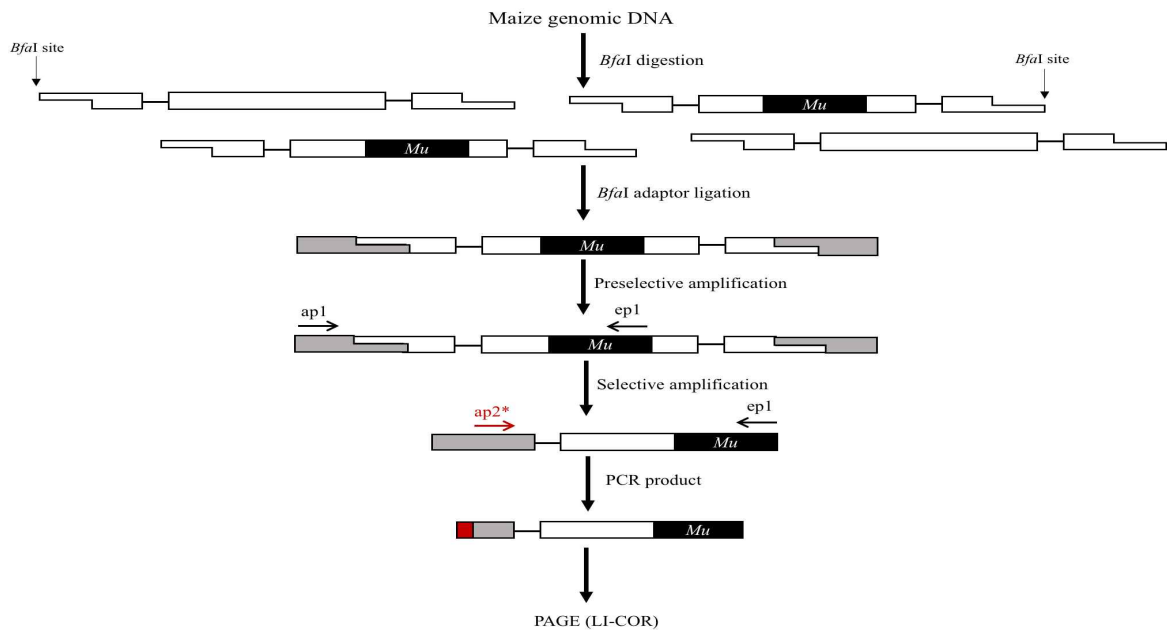 Maize genomic DNA
BfaI site
BfaI digestion
BfaI site
Mu
Mu
BfaI adaptor ligation
Mu
Preselective amplification
ap1
ep1
Mu
Selective amplification
ap2*
ep1
Mu
PCR product
Mu
PAGE (LI-COR)